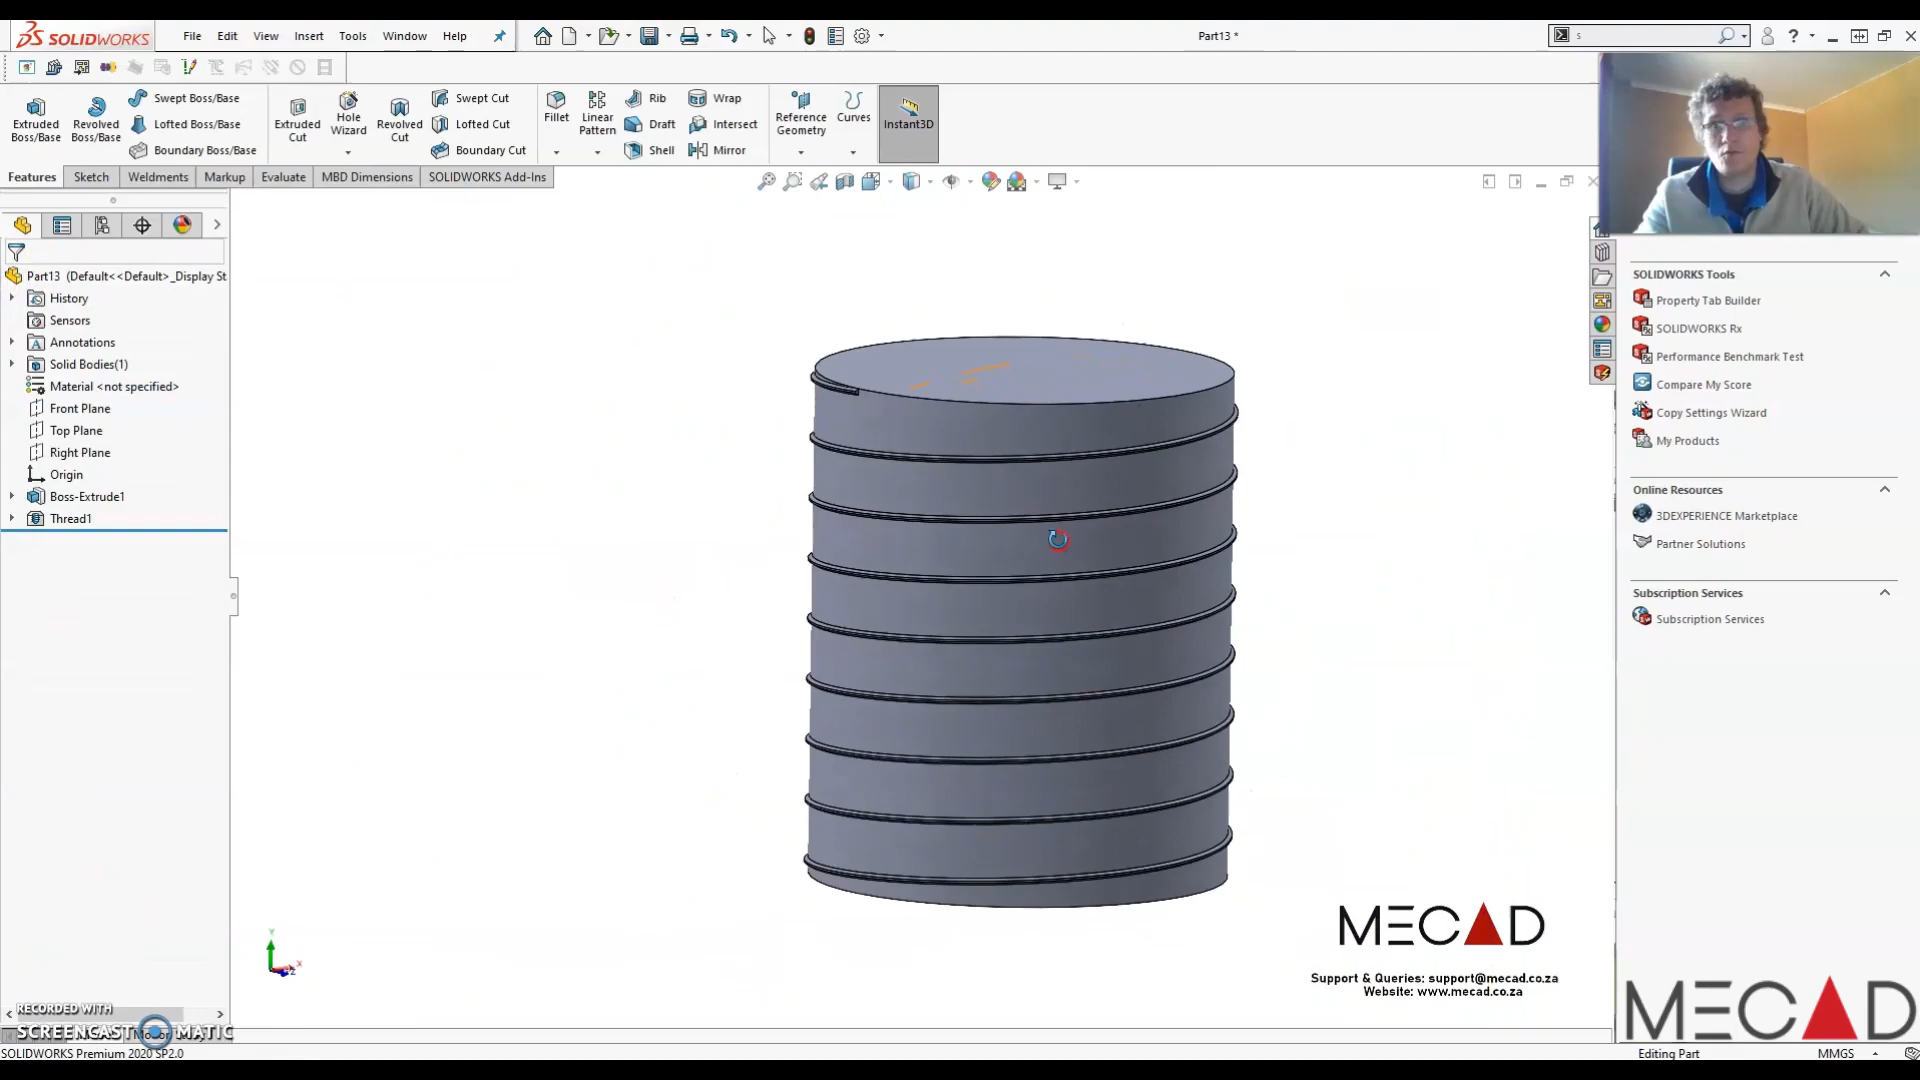 SOLIDWORKS
File Edit View Insert Tools Window Help
Part13 *
s
Extruded Boss/Base
Revolved Boss/Base
Swept Boss/Base
Lofted Boss/Base
Boundary Boss/Base
Extruded Cut
Hole Wizard
Revolved Cut
Swept Cut
Lofted Cut
Boundary Cut
Fillet
Linear Pattern
Rib
Draft
Shell
Wrap
Intersect
Mirror
Reference Geometry
Curves
Instant3D
Features Sketch Weldments Markup Evaluate MBD Dimensions SOLIDWORKS Add-Ins
Part13 (Default<<Default>_Display St
History
Sensors
Annotations
Solid Bodies(1)
Material <not specified>
Front Plane
Top Plane
Right Plane
Origin
Boss-Extrude1
Thread1
SOLIDWORKS Tools
Property Tab Builder
SOLIDWORKS Rx
Performance Benchmark Test
Compare My Score
Copy Settings Wizard
My Products
Online Resources
3DEXPERIENCE Marketplace
Partner Solutions
Subscription Services
Subscription Services
MECAD
Support & Queries: support@mecad.co.za
Website: www.mecad.co.za
MECAD
RECORDED WITH
SCREENCAST MATIC
SOLIDWORKS Premium 2020 SP2.0
Editing Part
MMGS